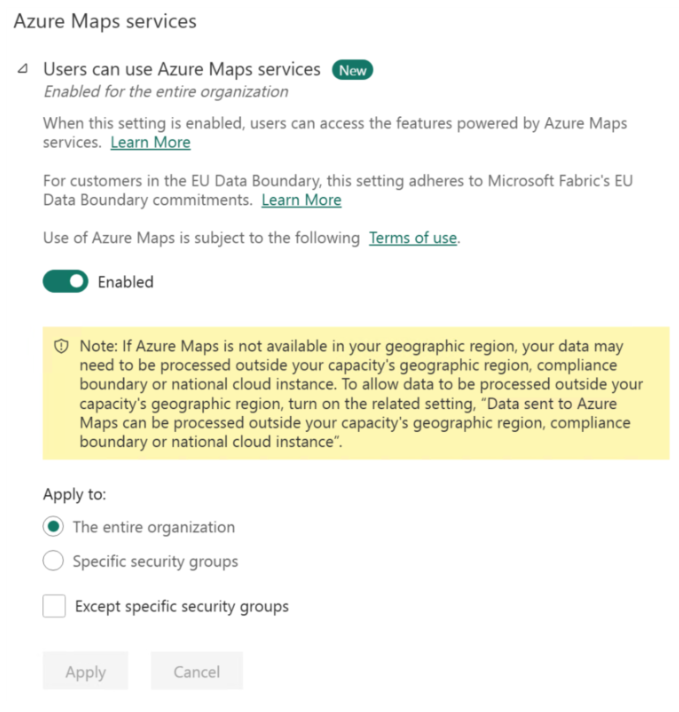 Azure Maps services
Users can use Azure Maps services New
Enabled for the entire organization
When this setting is enabled, users can access the features powered by Azure Maps
services. Learn More
For customers in the EU Data Boundary, this setting adheres to Microsoft Fabric's EU
Data Boundary commitments. Learn More
Use of Azure Maps is subject to the following Terms of use.
Enabled
Note: If Azure Maps is not available in your geographic region, your data may
need to be processed outside your capacity's geographic region, compliance
boundary or national cloud instance. To allow data to be processed outside your
capacity's geographic region, turn on the related setting, “Data sent to Azure
Maps can be processed outside your capacity's geographic region, compliance
boundary or national cloud instance”.
Apply to:
The entire organization
Specific security groups
Except specific security groups
Apply Cancel